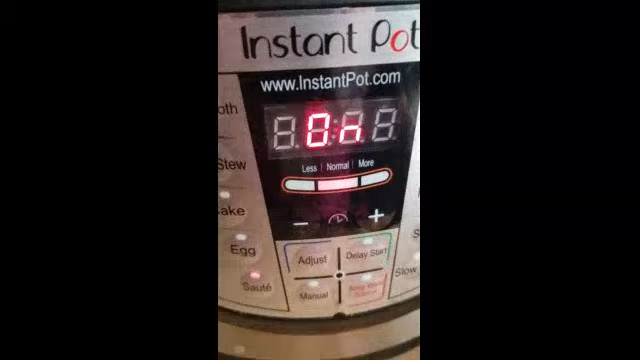 Instant Pot
www.InstantPot.com
oth
On
Less | Normal | More
Stew
ake
− +
Egg
Adjust
Delay Start
Sauté
Manual
Slow